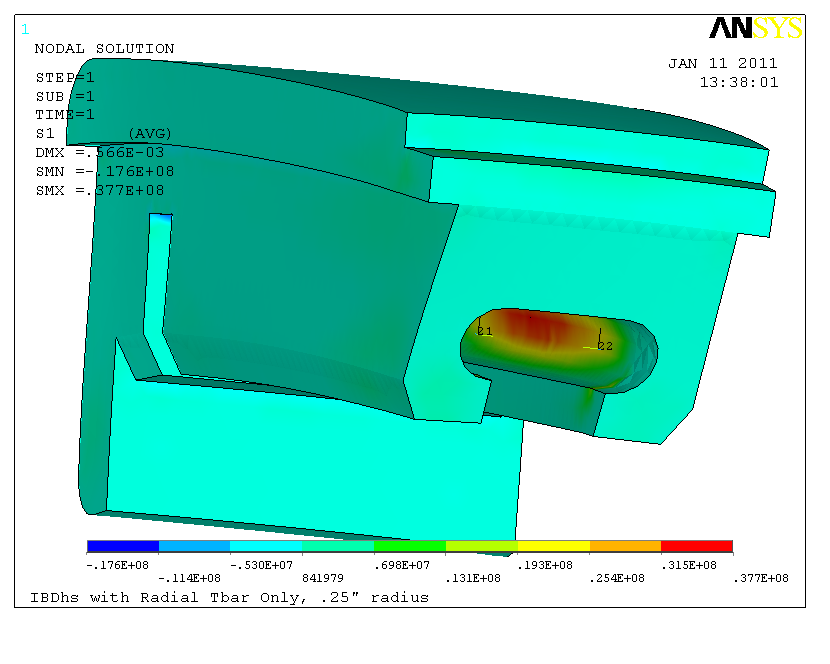 1
ANSYS
NODAL SOLUTION
JAN 11 2011
13:38:01
STEP=1
SUB =1
TIME=1
S1 (AVG)
DMX =.566E-03
SMN =-.176E+08
SMX =.377E+08
21
22
-.176E+08 -.530E+07 .698E+07 .193E+08 .315E+08
-.114E+08 841979 .131E+08 .254E+08 .377E+08
IBDhs with Radial Tbar Only, .25" radius